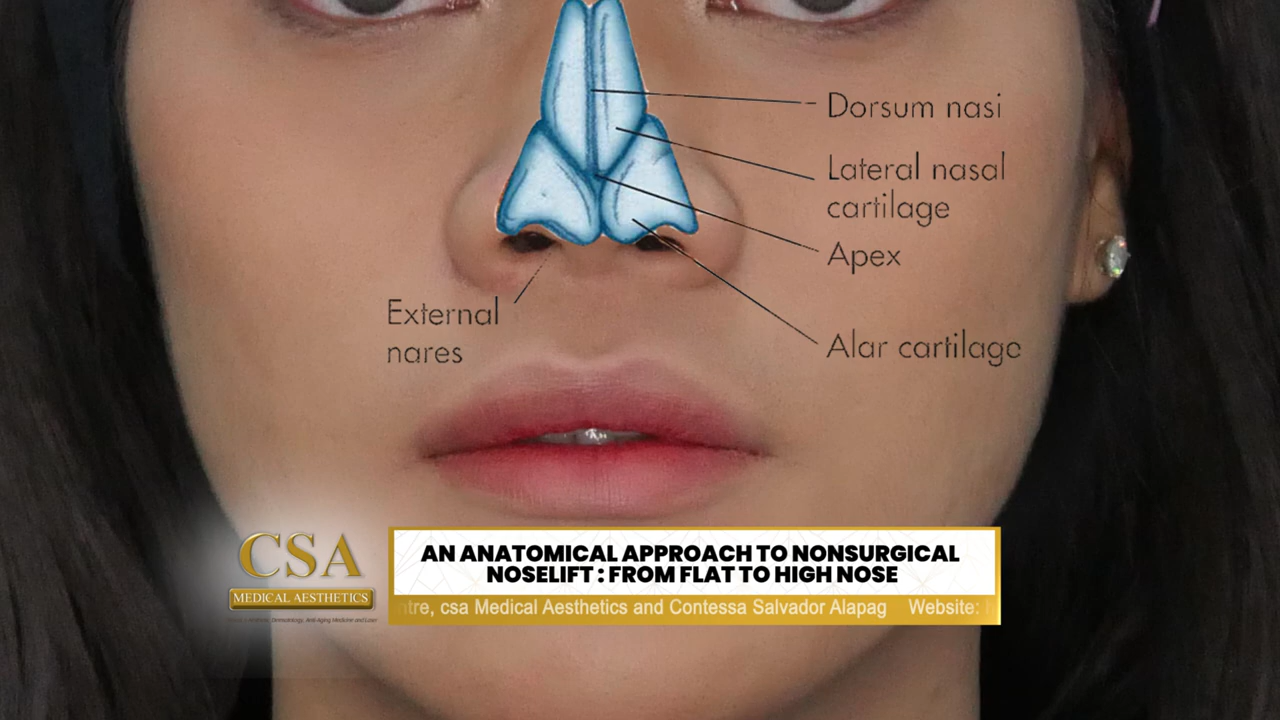 Dorsum nasi
Lateral nasal
cartilage
Apex
External
nares
Alar cartilage
CSA
MEDICAL AESTHETICS
AN ANATOMICAL APPROACH TO NONSURGICAL
NOSELIFT : FROM FLAT TO HIGH NOSE
csa Medical Aesthetics and Contessa Salvador Alapag Website: